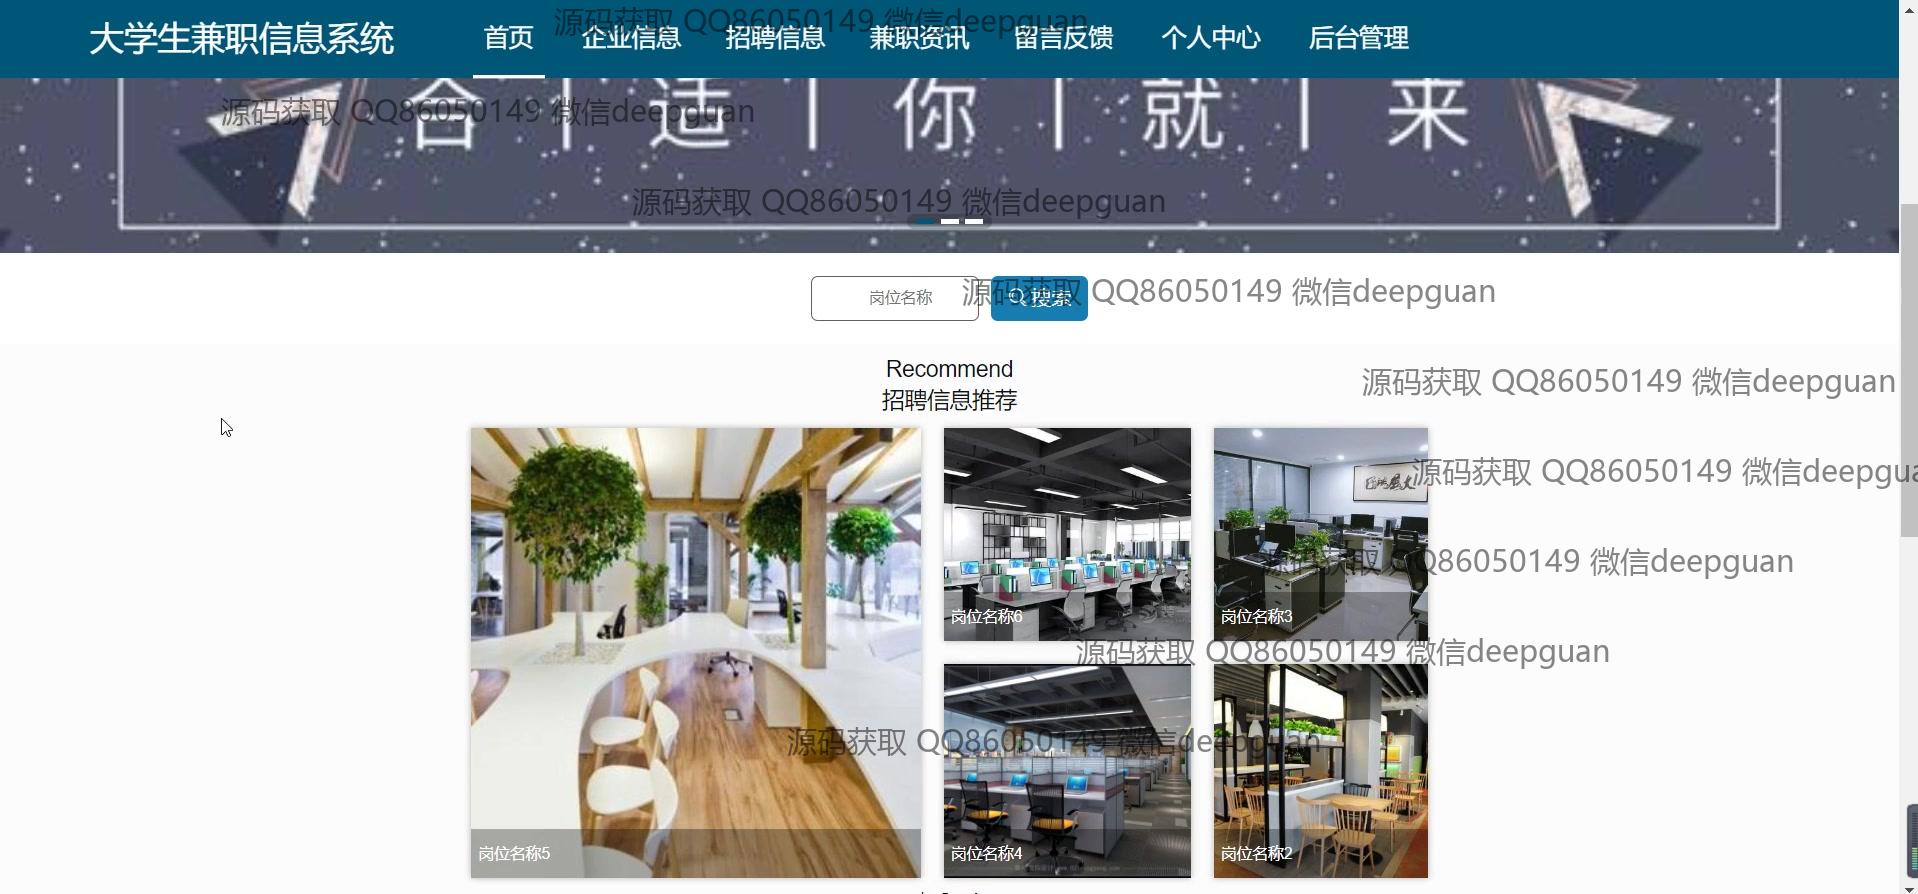 大学生兼职信息系统
首页 企业信息 招聘信息 兼职资讯 留言反馈 个人中心 后台管理
源码获取 QQ86050149 微信deepguan
合 | 适 | 你 | 就 | 来
源码获取 QQ86050149 微信deepguan
源码获取 QQ86050149 微信deepguan
岗位名称 搜索
源码获取 QQ86050149 微信deepguan
Recommend
招聘信息推荐
源码获取 QQ86050149 微信deepguan
源码获取 QQ86050149 微信deepgua
源码获取 QQ86050149 微信deepguan
岗位名称6
岗位名称3
源码获取 QQ86050149 微信deepguan
源码获取 QQ86050149 微信deepguan
岗位名称5
岗位名称4
岗位名称2